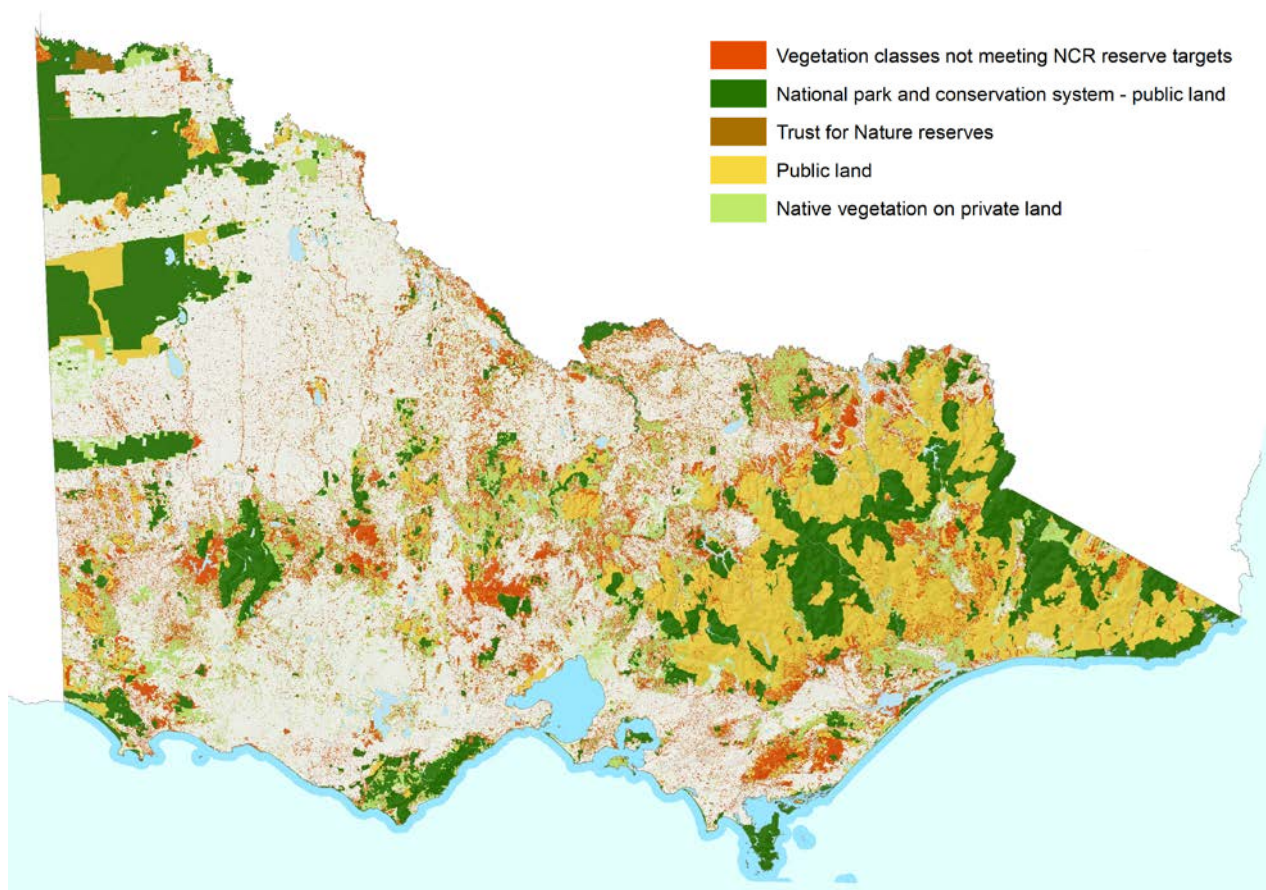 Vegetation classes not meeting NCR reserve targets
National park and conservation system - public land
Trust for Nature reserves
Public land
Native vegetation on private land